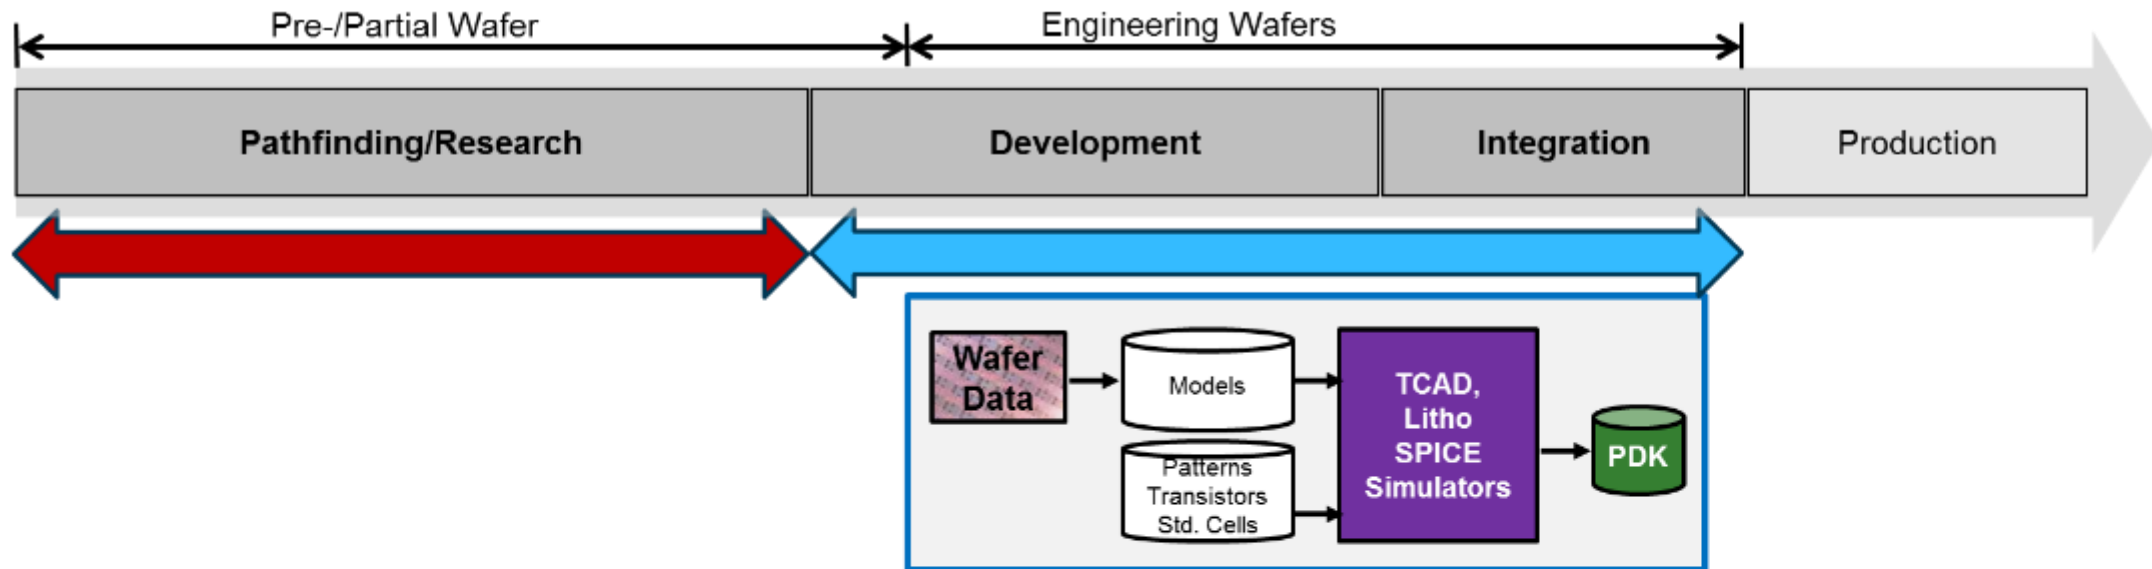 Pre-/Partial Wafer
Engineering Wafers
Pathfinding/Research
Development
Integration
Production
Wafer
Data
Models
Patterns
Transistors
Std. Cells
TCAD,
Litho
SPICE
Simulators
PDK